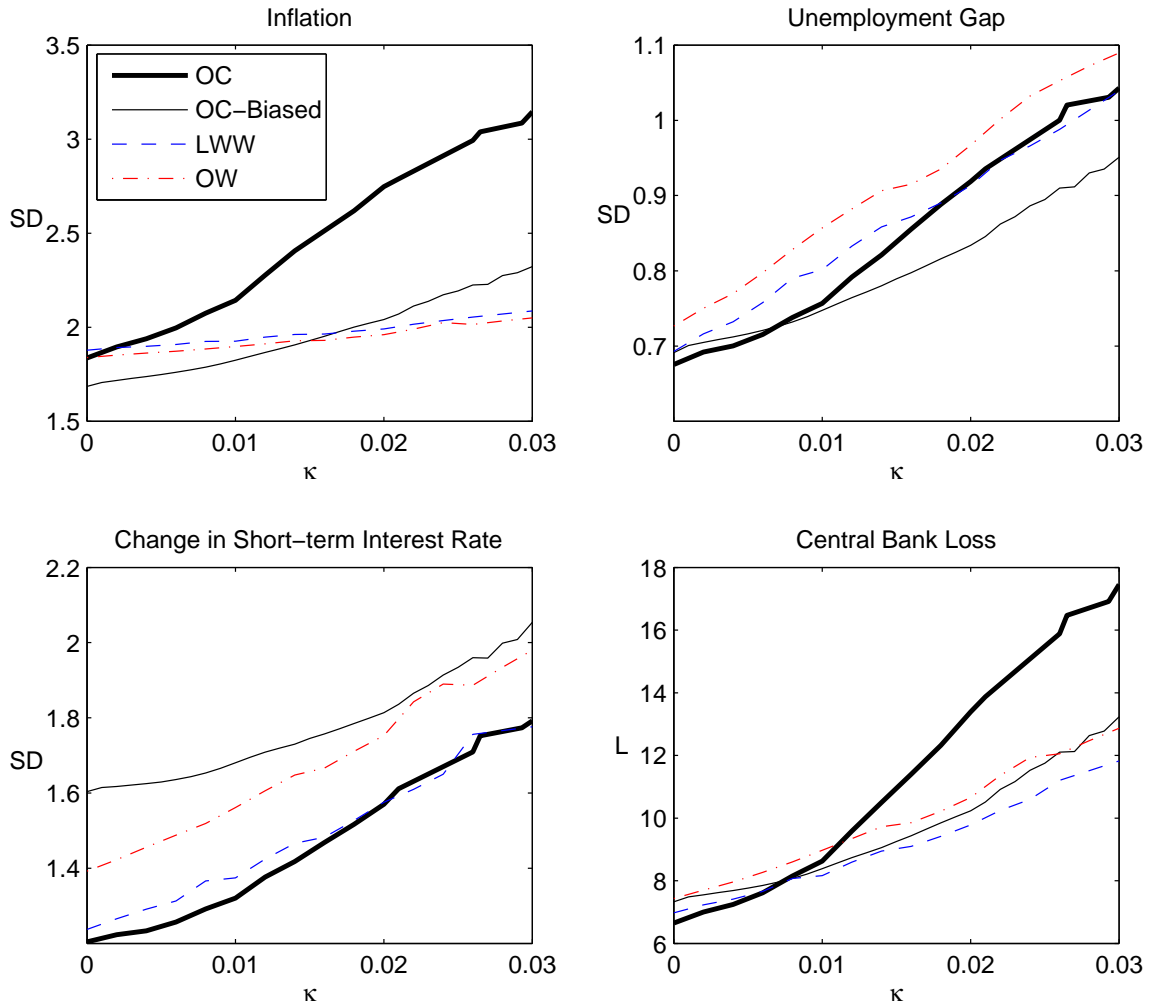 Inflation
3.5
3
2.5
2
1.5
SD
OC
OC−Biased
LWW
OW
0
0.01
0.02
0.03
κ
Unemployment Gap
1.1
1
0.9
0.8
0.7
SD
0
0.01
0.02
0.03
κ
Change in Short−term Interest Rate
2.2
2
1.8
1.6
1.4
SD
0
0.01
0.02
0.03
κ
Central Bank Loss
18
16
14
12
10
8
6
L
0
0.01
0.02
0.03
κ